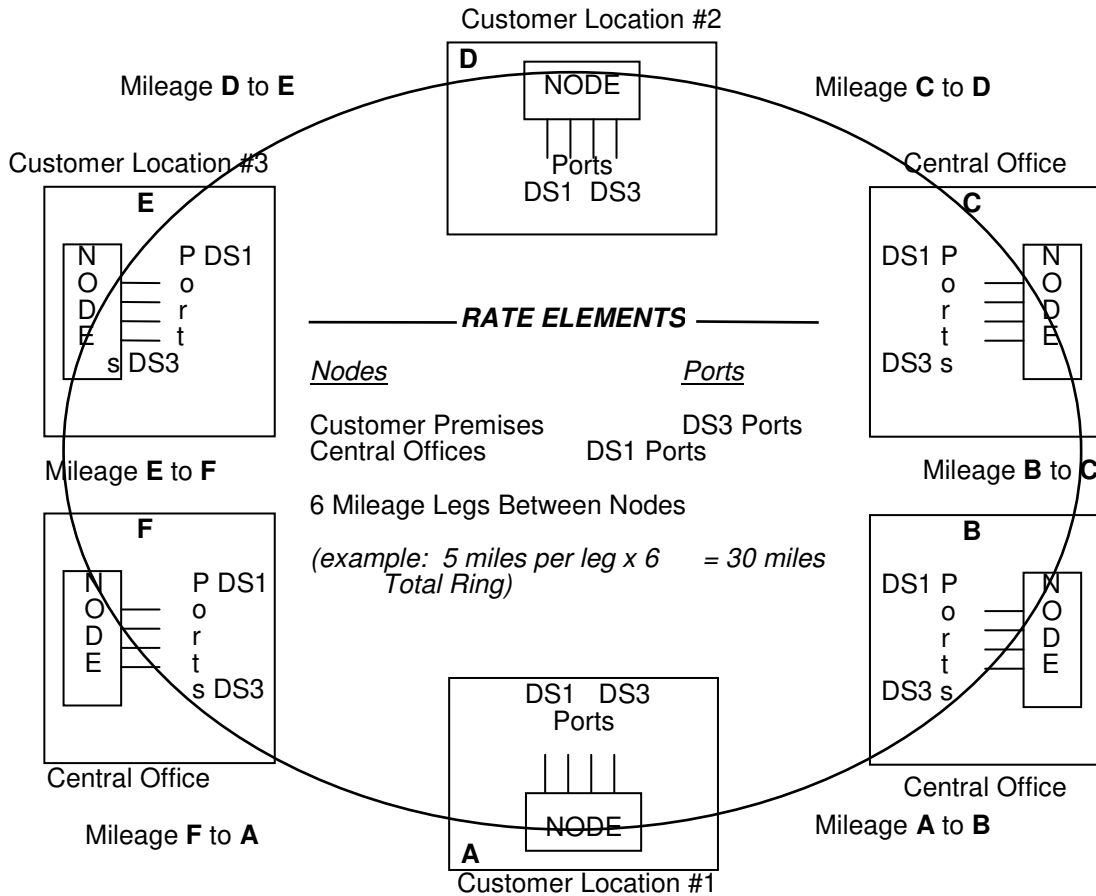 Customer Location #2
D
NODE
Ports
DS1 DS3
Mileage D to E
Mileage C to D
Customer Location #3
E
N
O
D
E
P DS1
o
r
t
s DS3
Central Office
C
DS1 P
o
r
t
DS3 s
N
O
D
E
RATE ELEMENTS
Nodes Ports
Customer Premises DS3 Ports
Central Offices DS1 Ports
6 Mileage Legs Between Nodes
(example: 5 miles per leg x 6 = 30 miles
Total Ring)
Mileage E to F
Mileage B to C
F
N
O
D
E
P DS1
o
r
t
s DS3
Central Office
B
DS1 P
o
r
t
DS3 s
N
O
D
E
Central Office
DS1 DS3
Ports
NODE
A
Customer Location #1
Mileage F to A
Mileage A to B